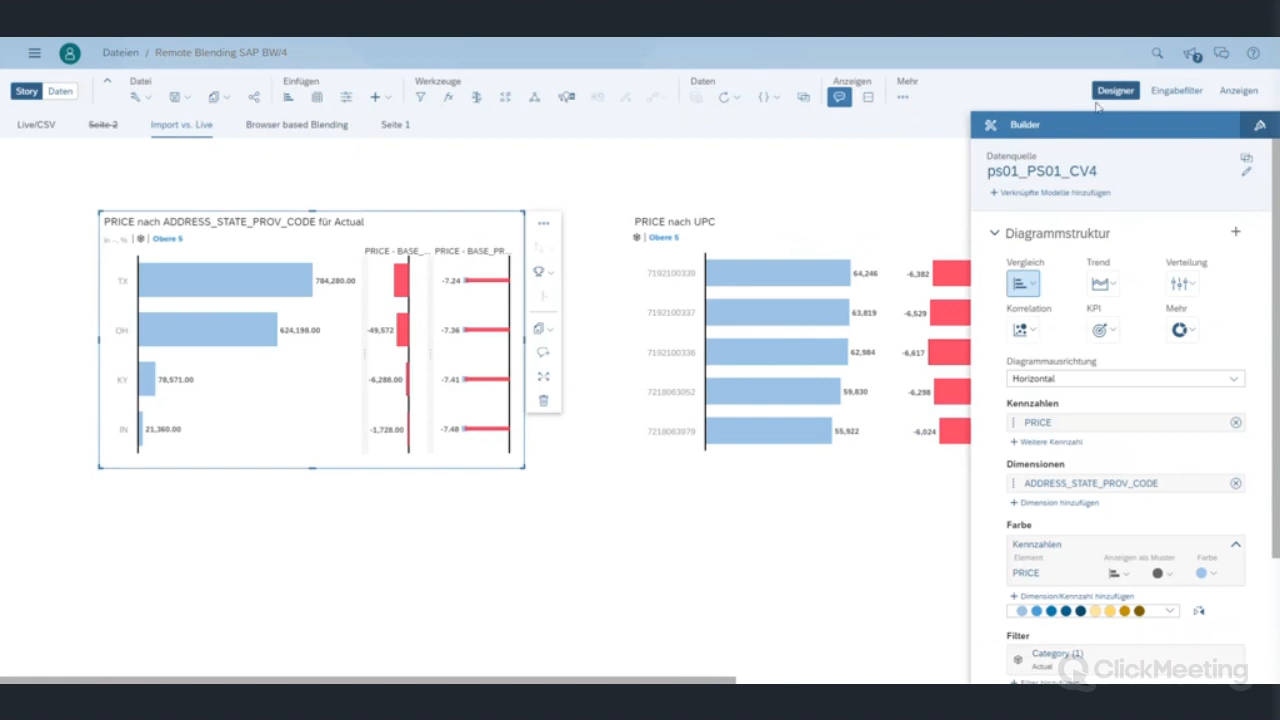 Dateien / Remote Blending SAP BW/4
Story Daten
Datei
Einfügen
Werkzeuge
Daten
Anzeigen
Mehr
Designer Eingabefilter Anzeigen
Live/CSV Seite 2 Import vs. Live Browser based Blending Seite 1
PRICE nach ADDRESS_STATE_PROV_CODE für Actual
in –, % | Obere 5
PRICE - BASE_... PRICE - BASE_PR...
TX 784,280.00 -7.24
OH 624,198.00 -49,572 -7.36
KY 78,571.00 -6,288.00 -7.41
IN 21,360.00 -1,728.00 -7.48
PRICE nach UPC
Obere 5
7192100339 64,246 -6,382
7192100337 63,819 -6,529
7192100336 62,984 -6,617
7218063052 59,830 -6,298
7218063979 55,922 -6,024
Builder
Datenquelle
ps01_PS01_CV4
+ Verknüpfte Modelle hinzufügen
Diagrammstruktur
Vergleich Trend Verteilung
Korrelation KPI Mehr
Diagrammausrichtung
Horizontal
Kennzahlen
PRICE
+ Weitere Kennzahl
Dimensionen
ADDRESS_STATE_PROV_CODE
+ Dimension hinzufügen
Farbe
Kennzahlen
Element Anzeigen als Muster Farbe
PRICE
+ Dimension/Kennzahl hinzufügen
Filter
Category (1)
Actual
+ Filter hinzufügen
ClickMeeting